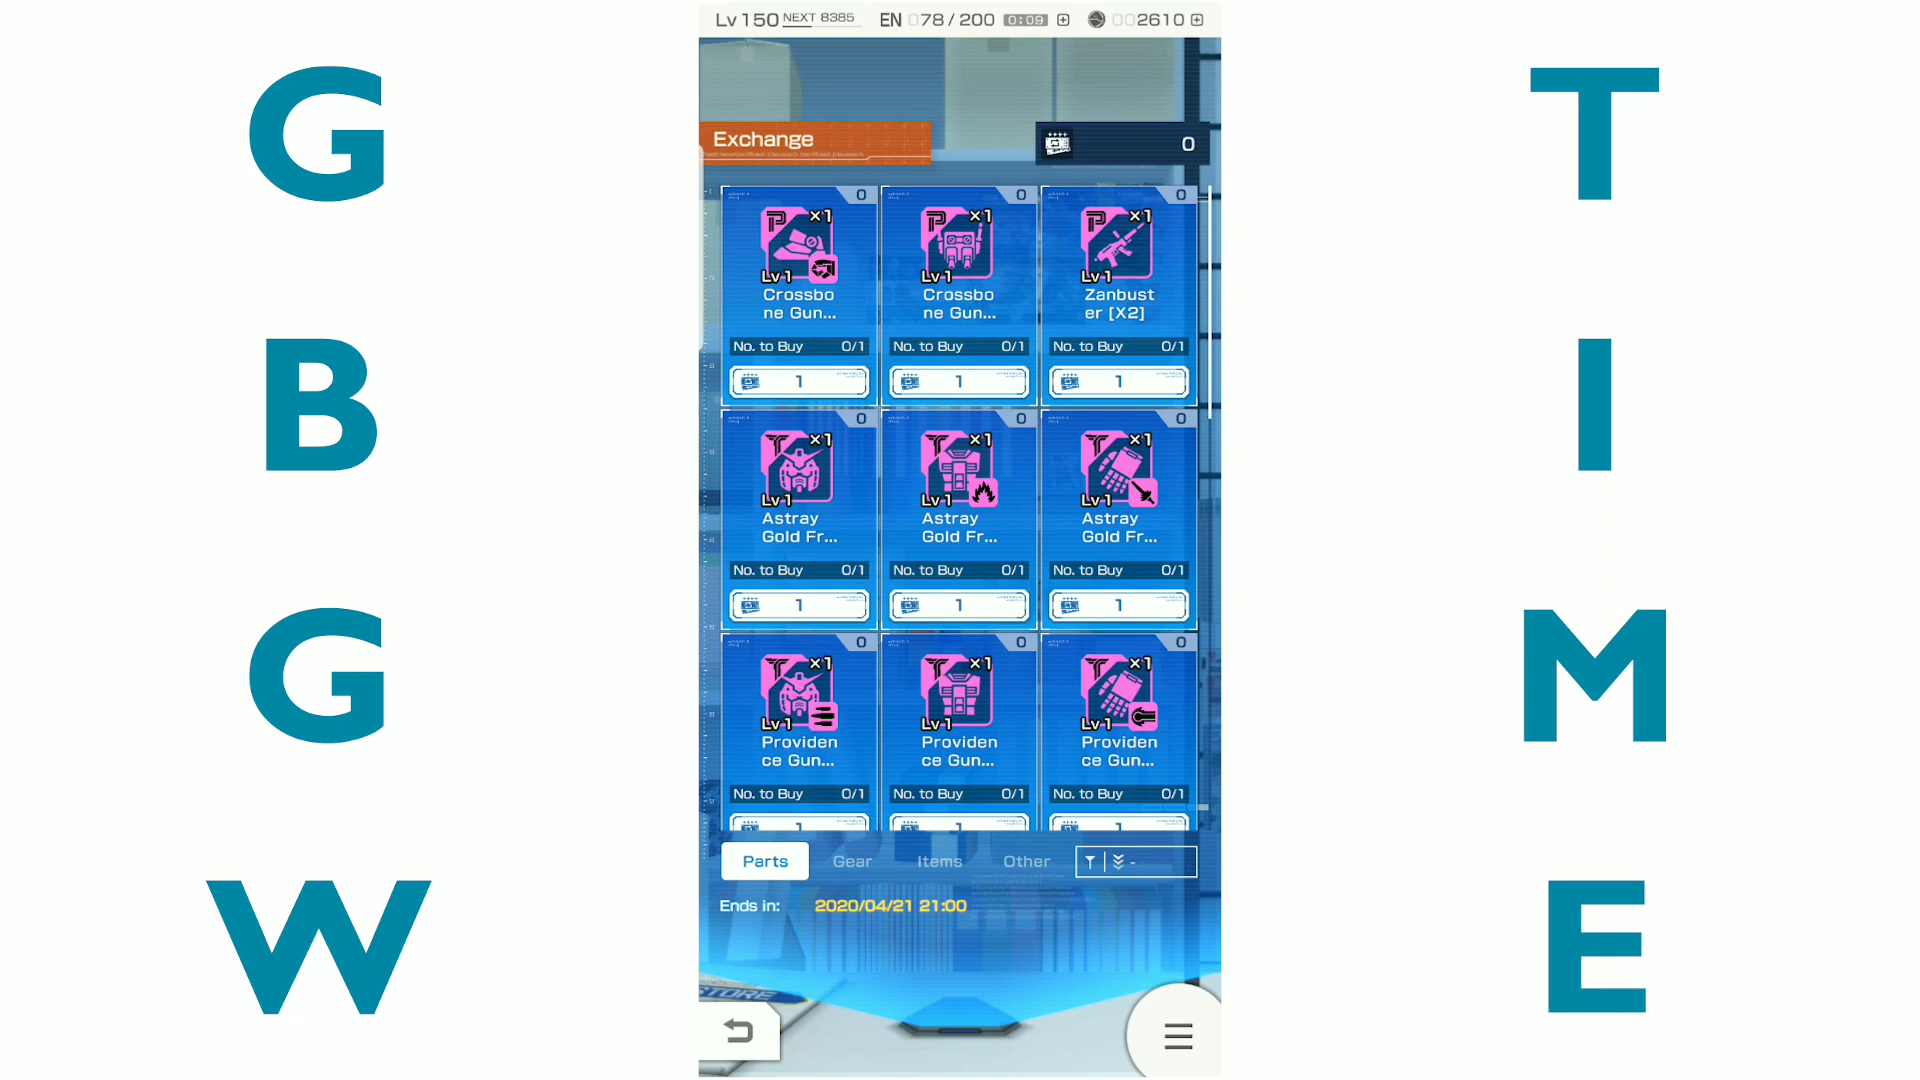 G
B
G
W
T
I
M
E
Lv 150 NEXT 8385 EN 078/200 0:09 002610
Exchange 0
0 0 0
P x1 P x1 P x1
Lv 1 Lv 1 Lv 1
Crossbo Crossbo Zanbust
ne Gun... ne Gun... er [X2]
No. to Buy 0/1 No. to Buy 0/1 No. to Buy 0/1
1 1 1
0 0 0
T x1 T x1 T x1
Lv 1 Lv 1 Lv 1
Astray Astray Astray
Gold Fr... Gold Fr... Gold Fr...
No. to Buy 0/1 No. to Buy 0/1 No. to Buy 0/1
1 1 1
0 0 0
T x1 T x1 T x1
Lv 1 Lv 1 Lv 1
Providen Providen Providen
ce Gun... ce Gun... ce Gun...
No. to Buy 0/1 No. to Buy 0/1 No. to Buy 0/1
1 1 1
Parts Gear Items Other -
Ends in: 2020/04/21 21:00
STORE